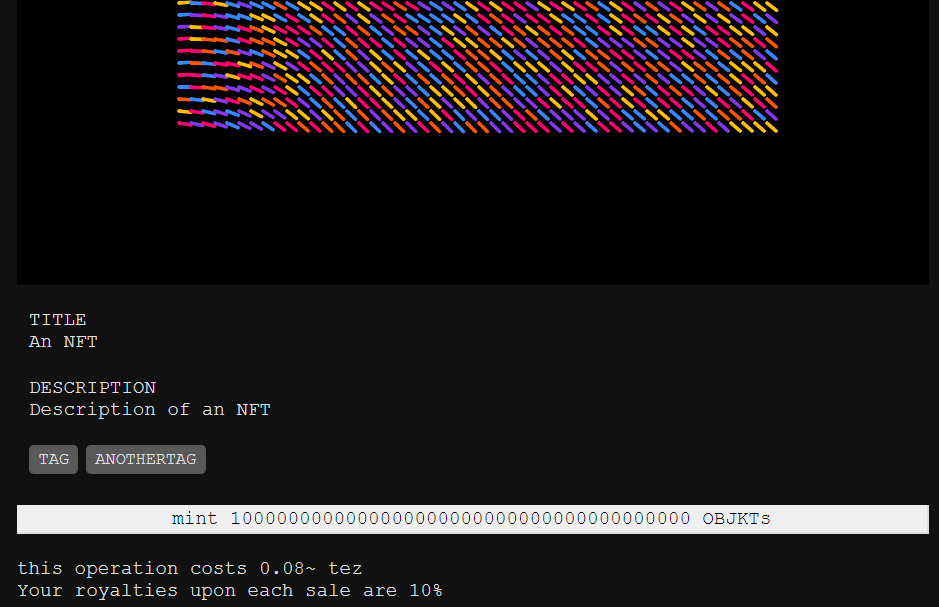 TITLE
An NFT
DESCRIPTION
Description of an NFT
TAG ANOTHERTAG
mint 1000000000000000000000000000000000000000 OBJKTs
this operation costs 0.08~ tez
Your royalties upon each sale are 10%